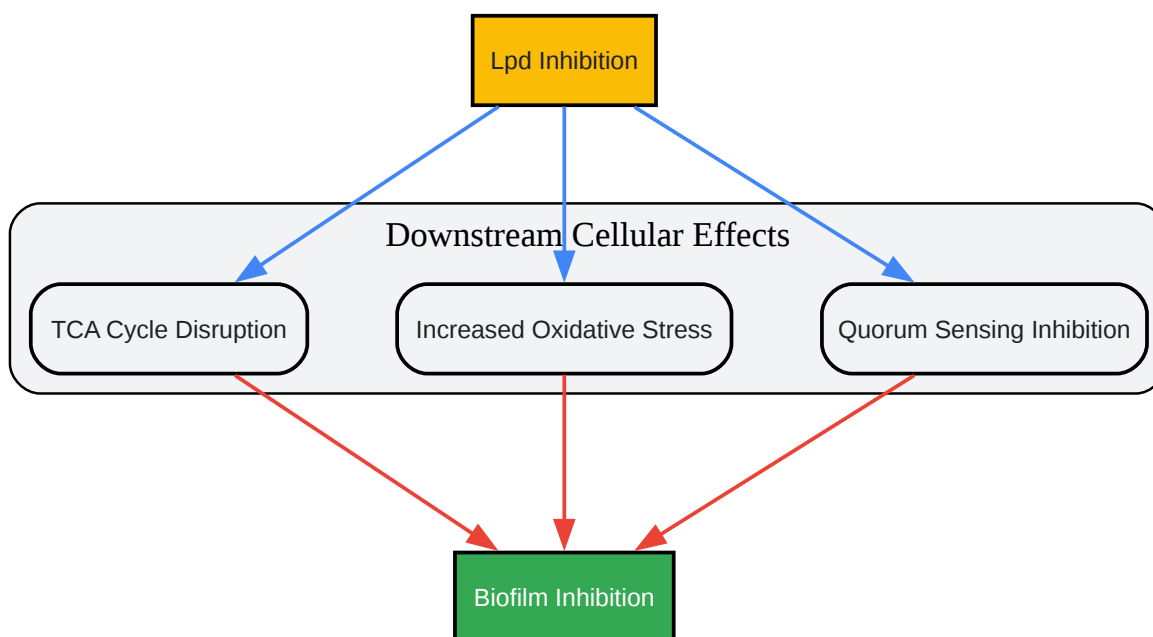 Lpd Inhibition
Downstream Cellular Effects
TCA Cycle Disruption
Increased Oxidative Stress
Quorum Sensing Inhibition
Biofilm Inhibition